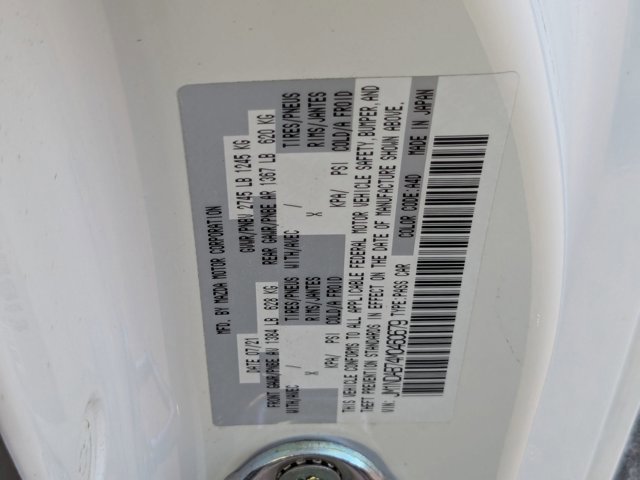 MFD. BY MAZDA MOTOR CORPORATION
DATE 07/21 GVWR/PNBV 2745 LB 1245 KG
FRONT GAWR/PNBE AV 1384 LB 628 KG REAR GAWR/PNBE AR 1367 LB 620 KG
WITH/AVEC / TIRES/PNEUS WITH/AVEC / TIRES/PNEUS
X RIMS/JANTES X RIMS/JANTES
KPA/ PSI COLD/A FROID KPA/ PSI COLD/A FROID
THIS VEHICLE CONFORMS TO ALL APPLICABLE FEDERAL MOTOR VEHICLE SAFETY, BUMPER, AND
THEFT PREVENTION STANDARDS IN EFFECT ON THE DATE OF MANUFACTURE SHOWN ABOVE.
VIN: TYPE:PASS CAR COLOR CODE:A4D MADE IN JAPAN